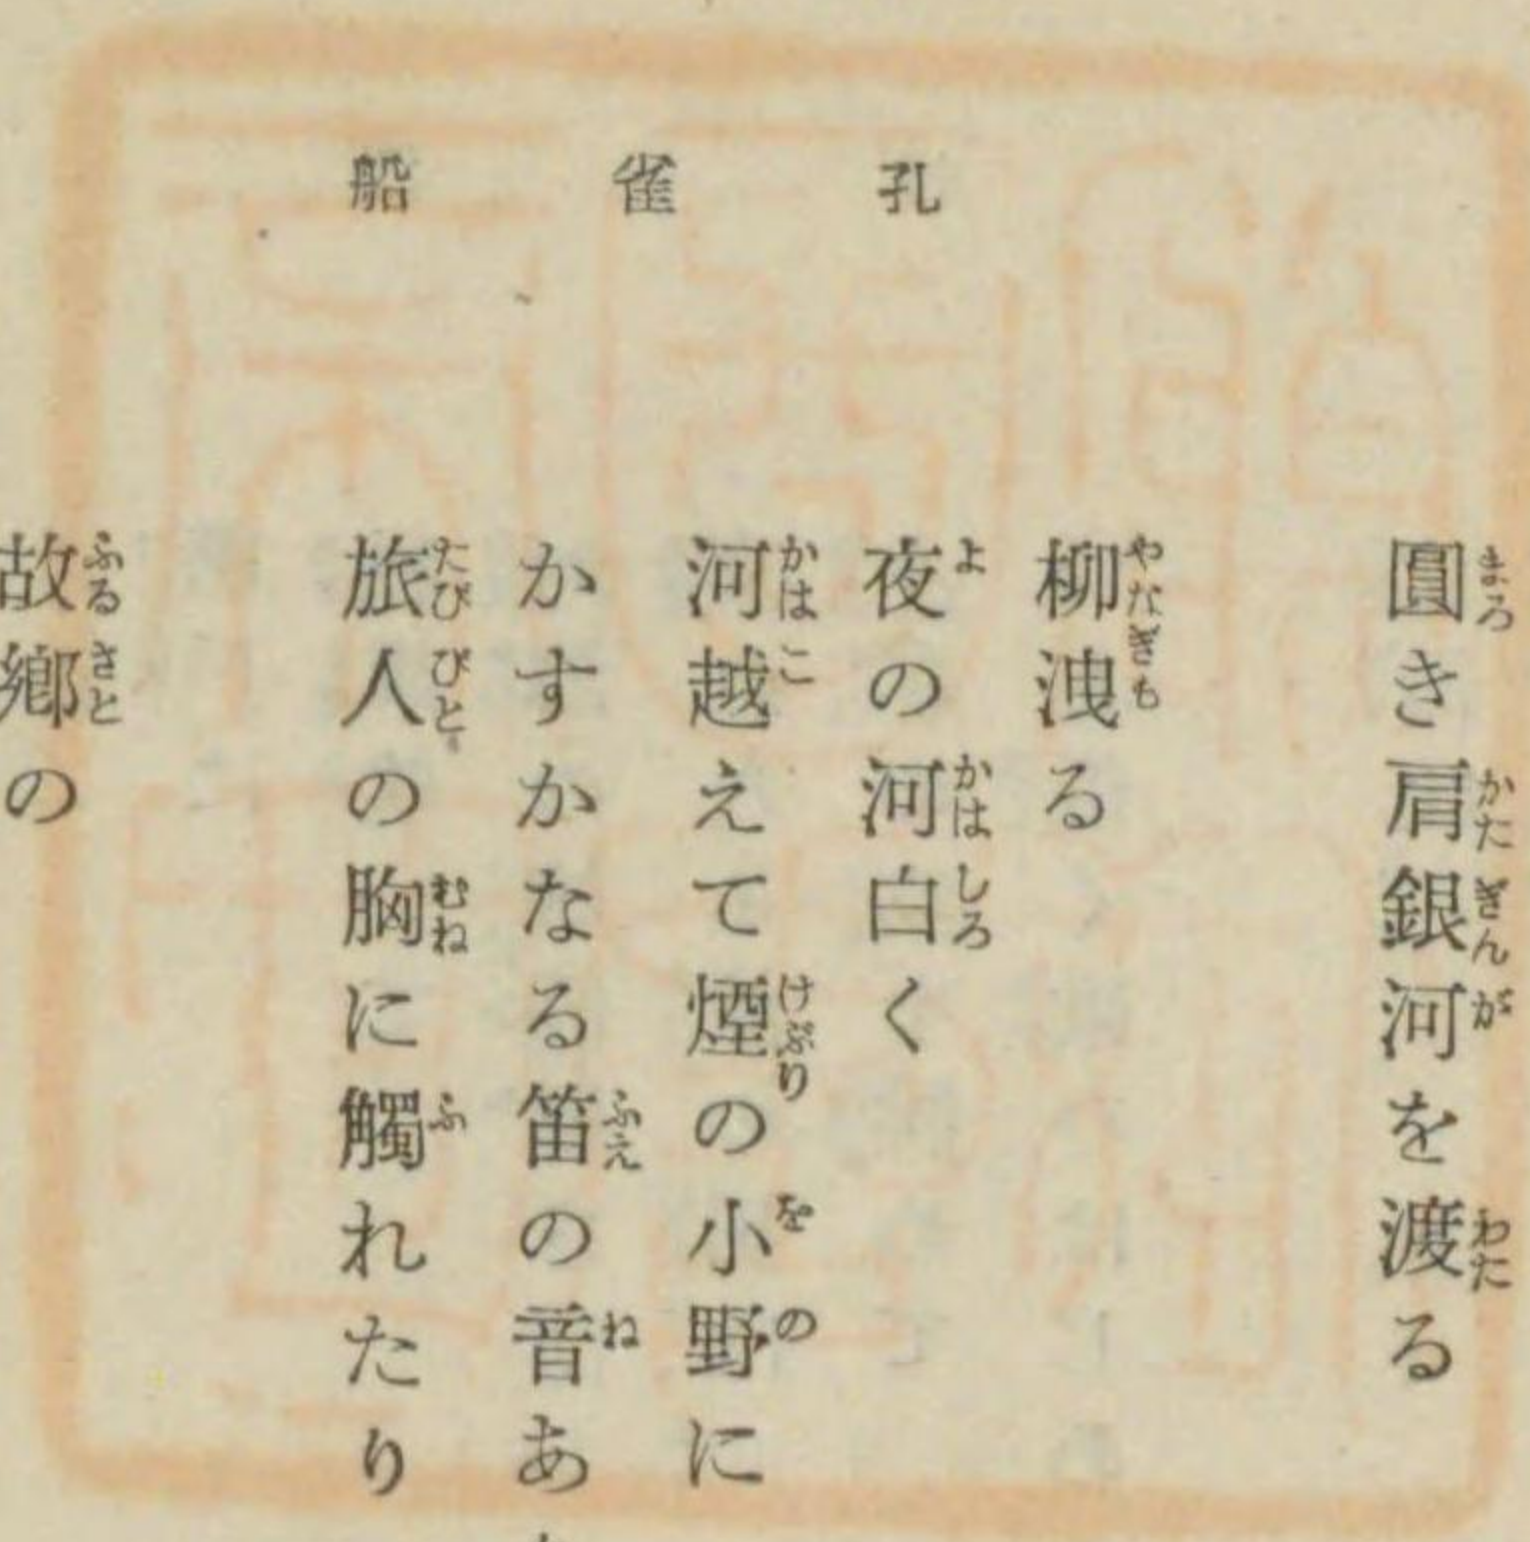 孔雀船
圓き肩銀河を渡る
柳洩る
夜の河白く
河越えて煙の小野に
かすかなる笛の音あ
旅人の胸に觸れたり
故鄕の